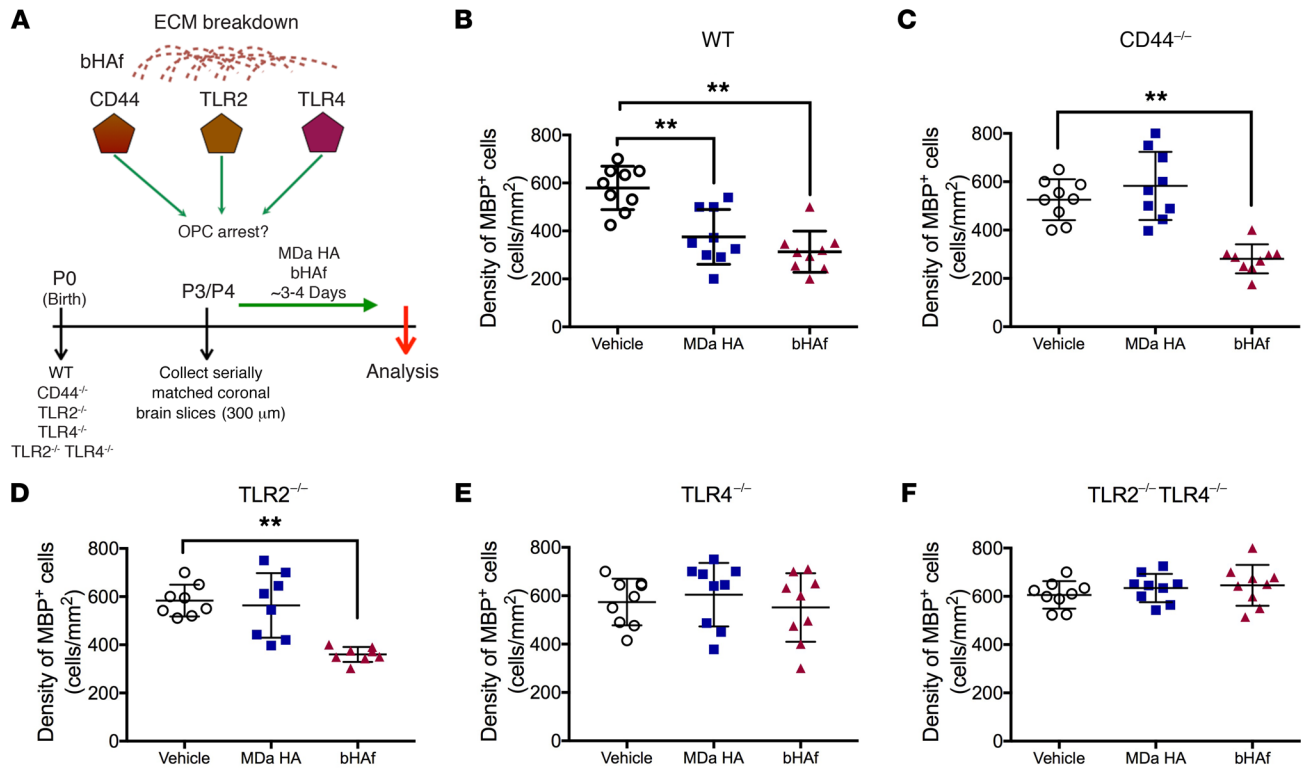 A
ECM breakdown
bHAf
CD44 TLR2 TLR4
OPC arrest?
MDa HA
bHAf
~3-4 Days
P0
(Birth)
P3/P4
WT
CD44⁻/⁻
TLR2⁻/⁻
TLR4⁻/⁻
TLR2⁻/⁻ TLR4⁻/⁻
Collect serially
matched coronal
brain slices (300 μm)
Analysis
B
WT
**
**
Density of MBP⁺ cells
(cells/mm²)
800
600
400
200
0
Vehicle MDa HA bHAf
C
CD44⁻/⁻
**
Density of MBP⁺ cells
(cells/mm²)
800
600
400
200
0
Vehicle MDa HA bHAf
D
TLR2⁻/⁻
**
Density of MBP⁺ cells
(cells/mm²)
800
600
400
200
0
Vehicle MDa HA bHAf
E
TLR4⁻/⁻
Density of MBP⁺ cells
(cells/mm²)
800
600
400
200
0
Vehicle MDa HA bHAf
F
TLR2⁻/⁻ TLR4⁻/⁻
Density of MBP⁺ cells
(cells/mm²)
800
600
400
200
0
Vehicle MDa HA bHAf